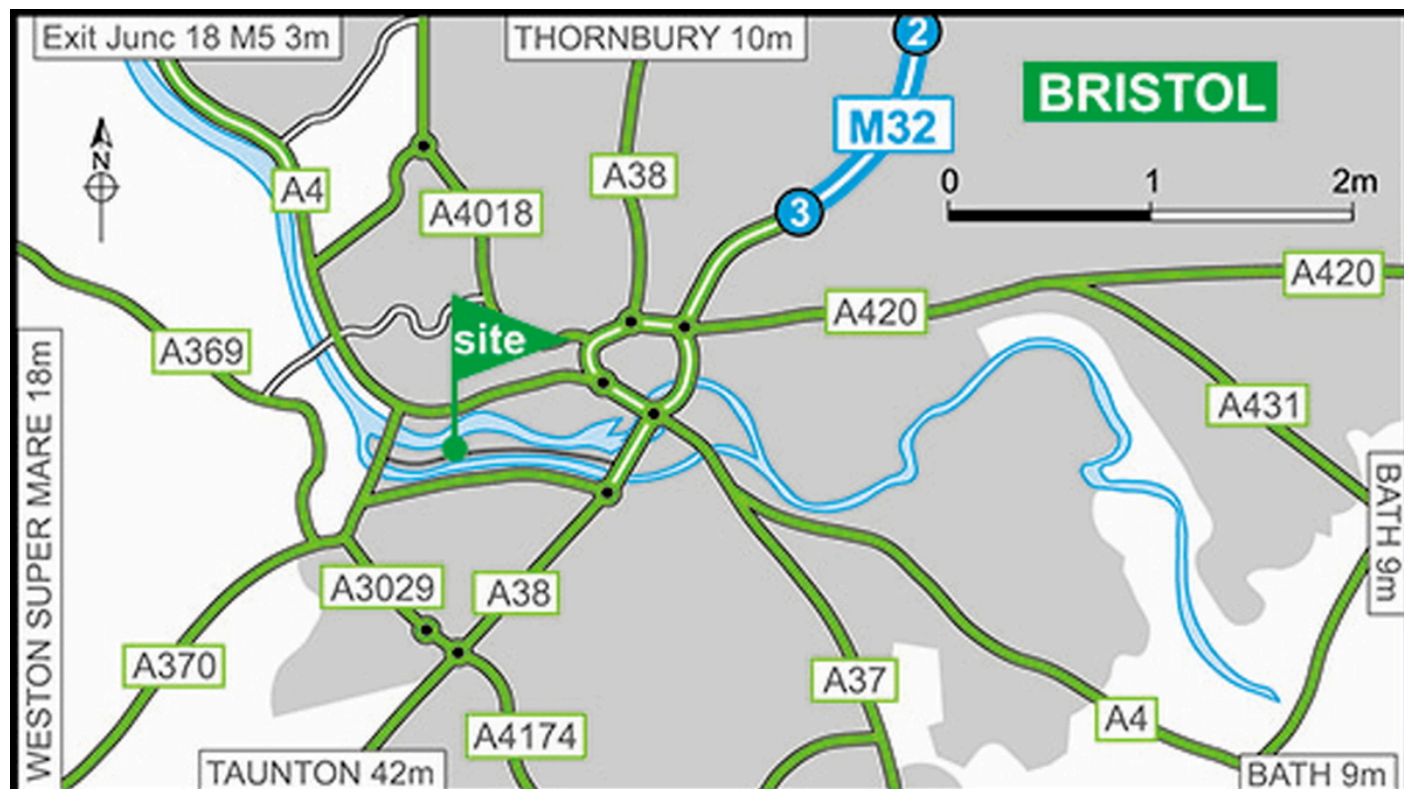 Exit Junc 18 M5 3m
THORNBURY 10m
2
BRISTOL
M32
N
A4
A38
0 1 2m
A4018
3
A420
A420
site
A369
WESTON SUPER MARE 18m
A431
BATH 9m
A3029
A38
A370
A37
A4
A4174
TAUNTON 42m
BATH 9m